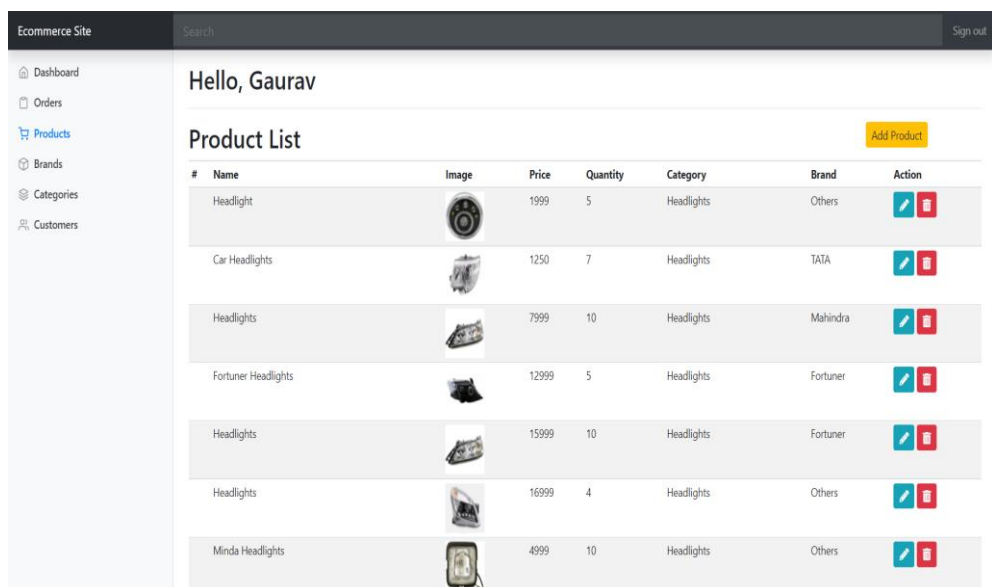 Ecommerce Site Search Sign out
Dashboard
Orders
Products
Brands
Categories
Customers
Hello, Gaurav
Product List Add Product
# Name Image Price Quantity Category Brand Action
Headlight 1999 5 Headlights Others
Car Headlights 1250 7 Headlights TATA
Headlights 7999 10 Headlights Mahindra
Fortuner Headlights 12999 5 Headlights Fortuner
Headlights 15999 10 Headlights Fortuner
Headlights 16999 4 Headlights Others
Minda Headlights 4999 10 Headlights Others